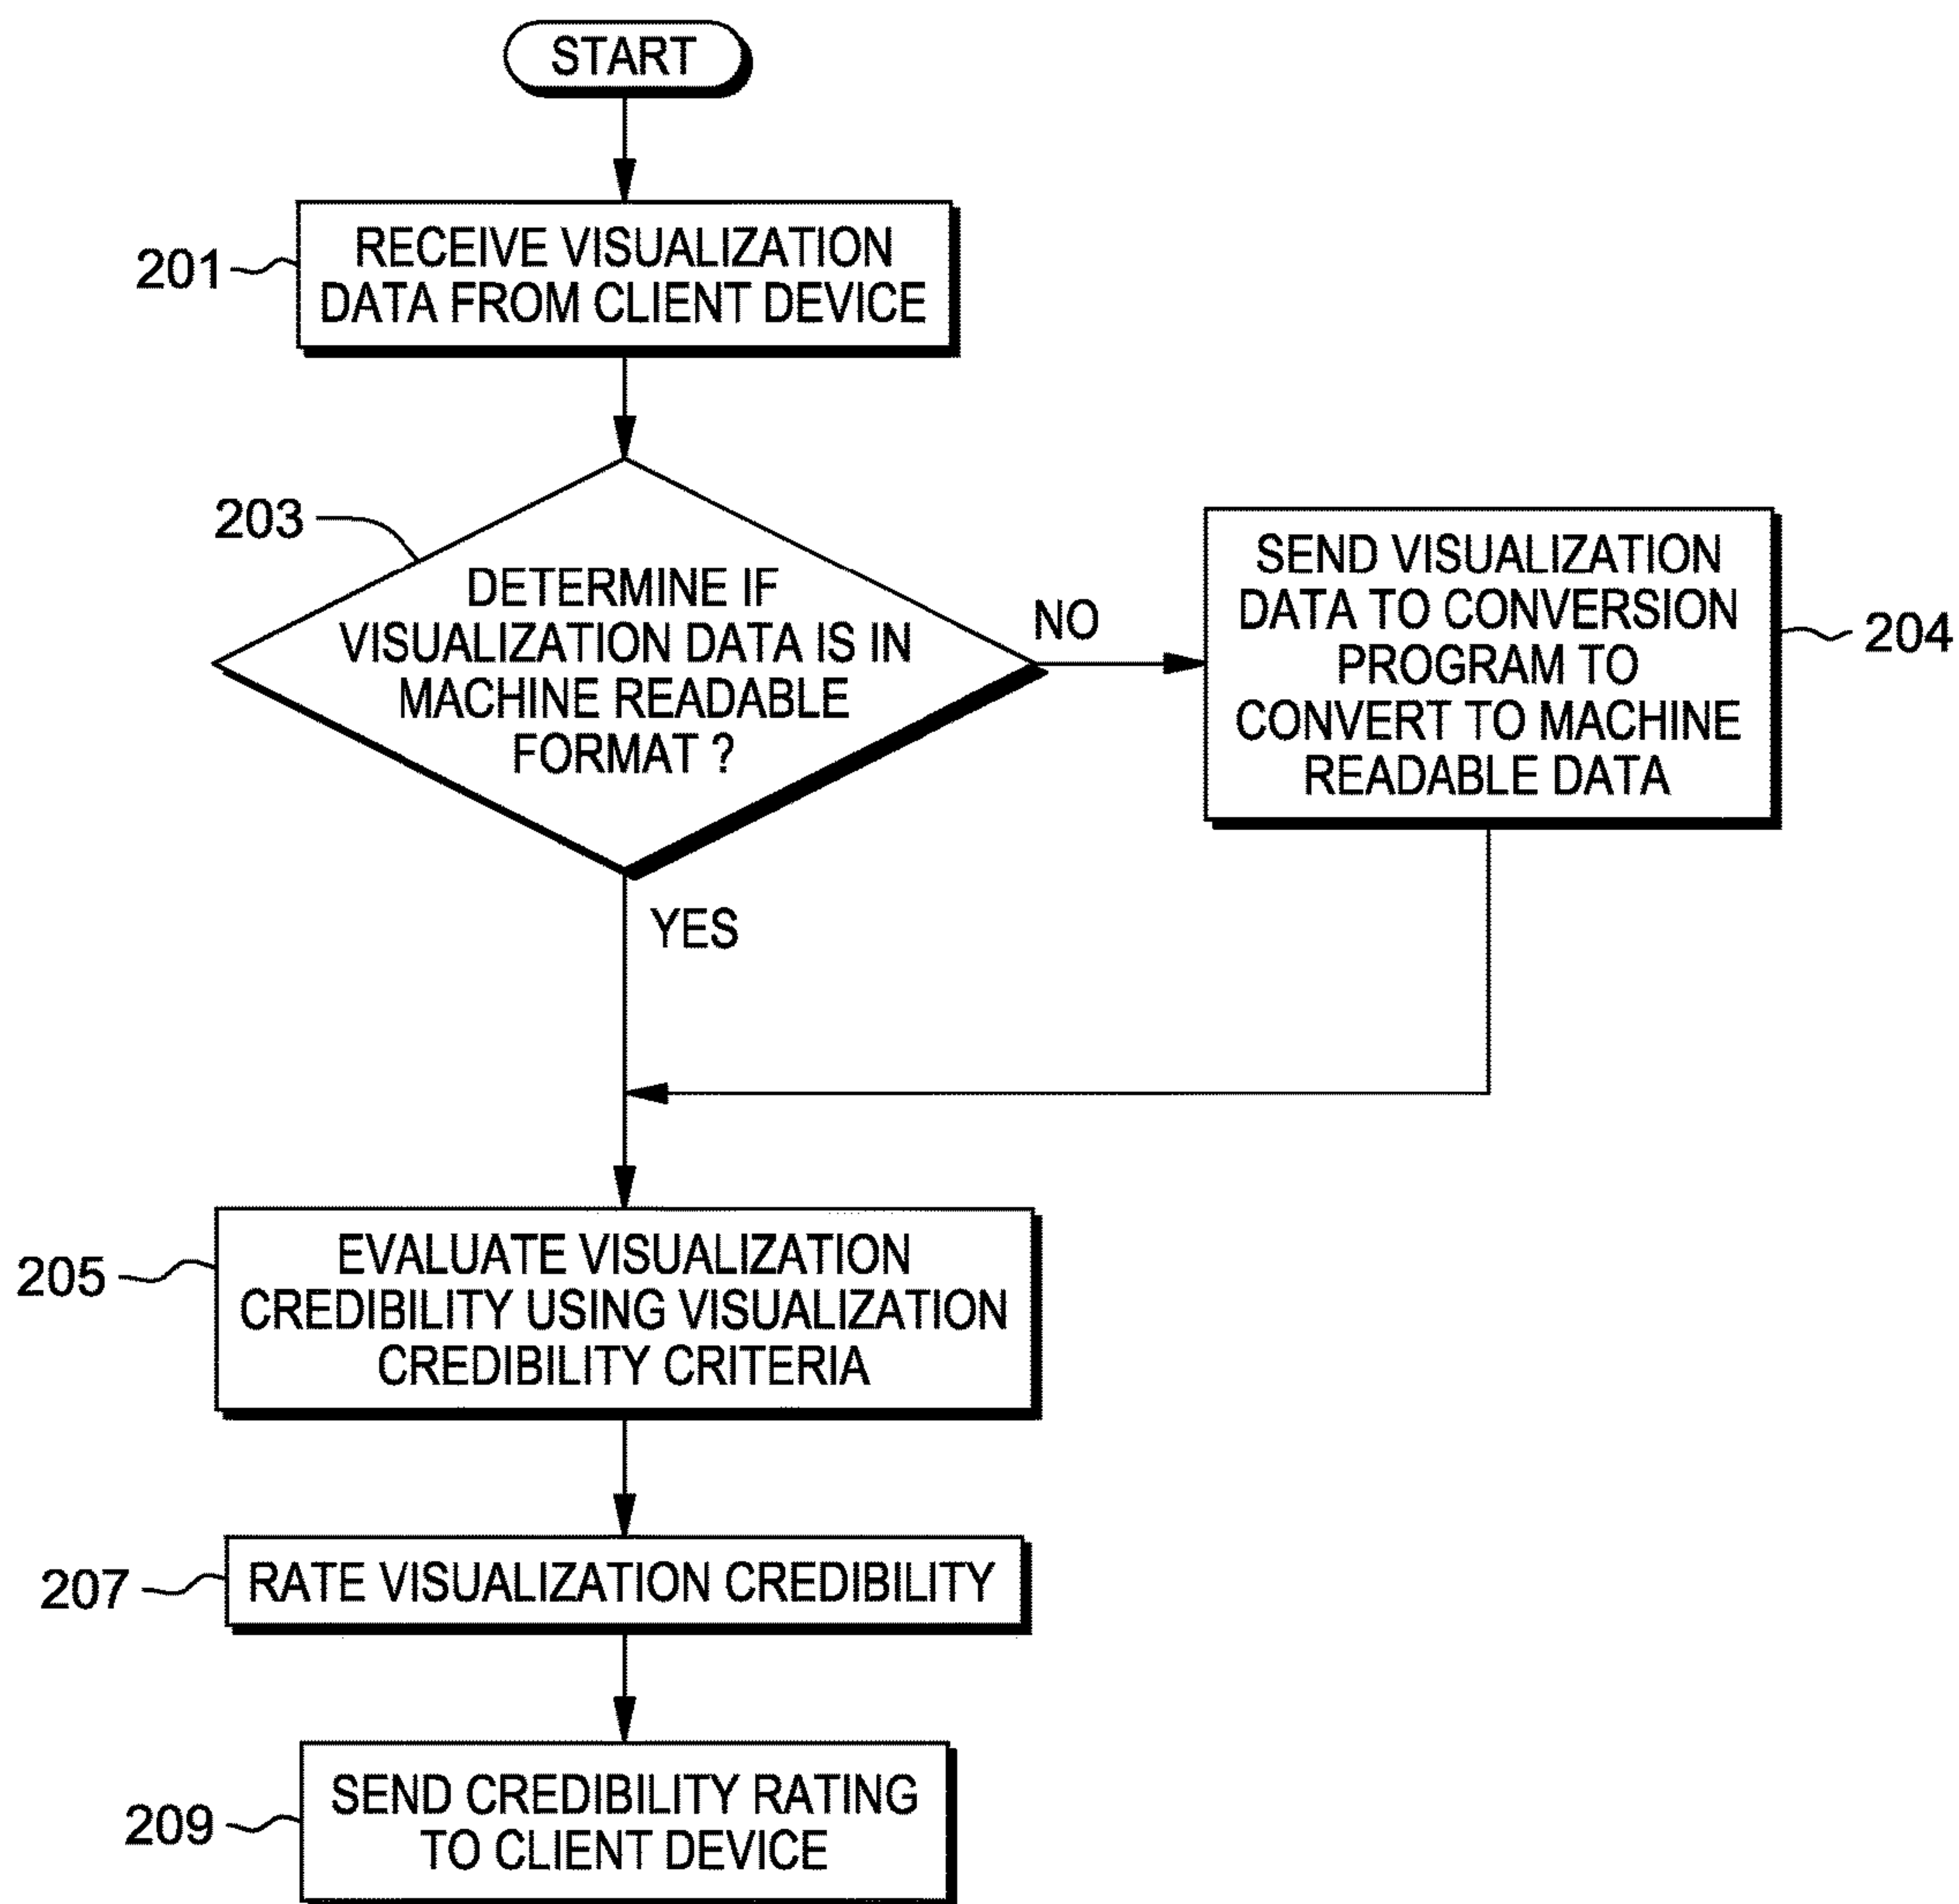 START
201
RECEIVE VISUALIZATION
DATA FROM CLIENT DEVICE
203
DETERMINE IF
VISUALIZATION DATA IS IN
MACHINE READABLE
FORMAT ?
NO
SEND VISUALIZATION
DATA TO CONVERSION
PROGRAM TO
CONVERT TO MACHINE
READABLE DATA
204
YES
205
EVALUATE VISUALIZATION
CREDIBILITY USING VISUALIZATION
CREDIBILITY CRITERIA
207
RATE VISUALIZATION CREDIBILITY
209
SEND CREDIBILITY RATING
TO CLIENT DEVICE